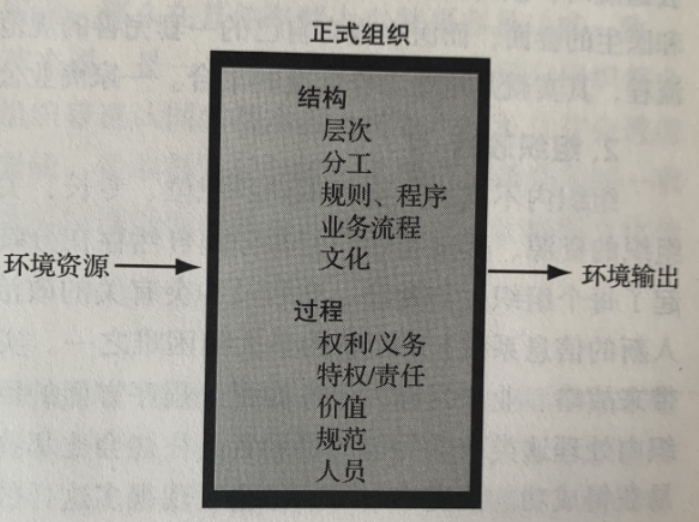 正式组织
结构
层次
分工
规则、程序
业务流程
文化
环境资源
环境输出
过程
权利/义务
特权/责任
价值
规范
人员